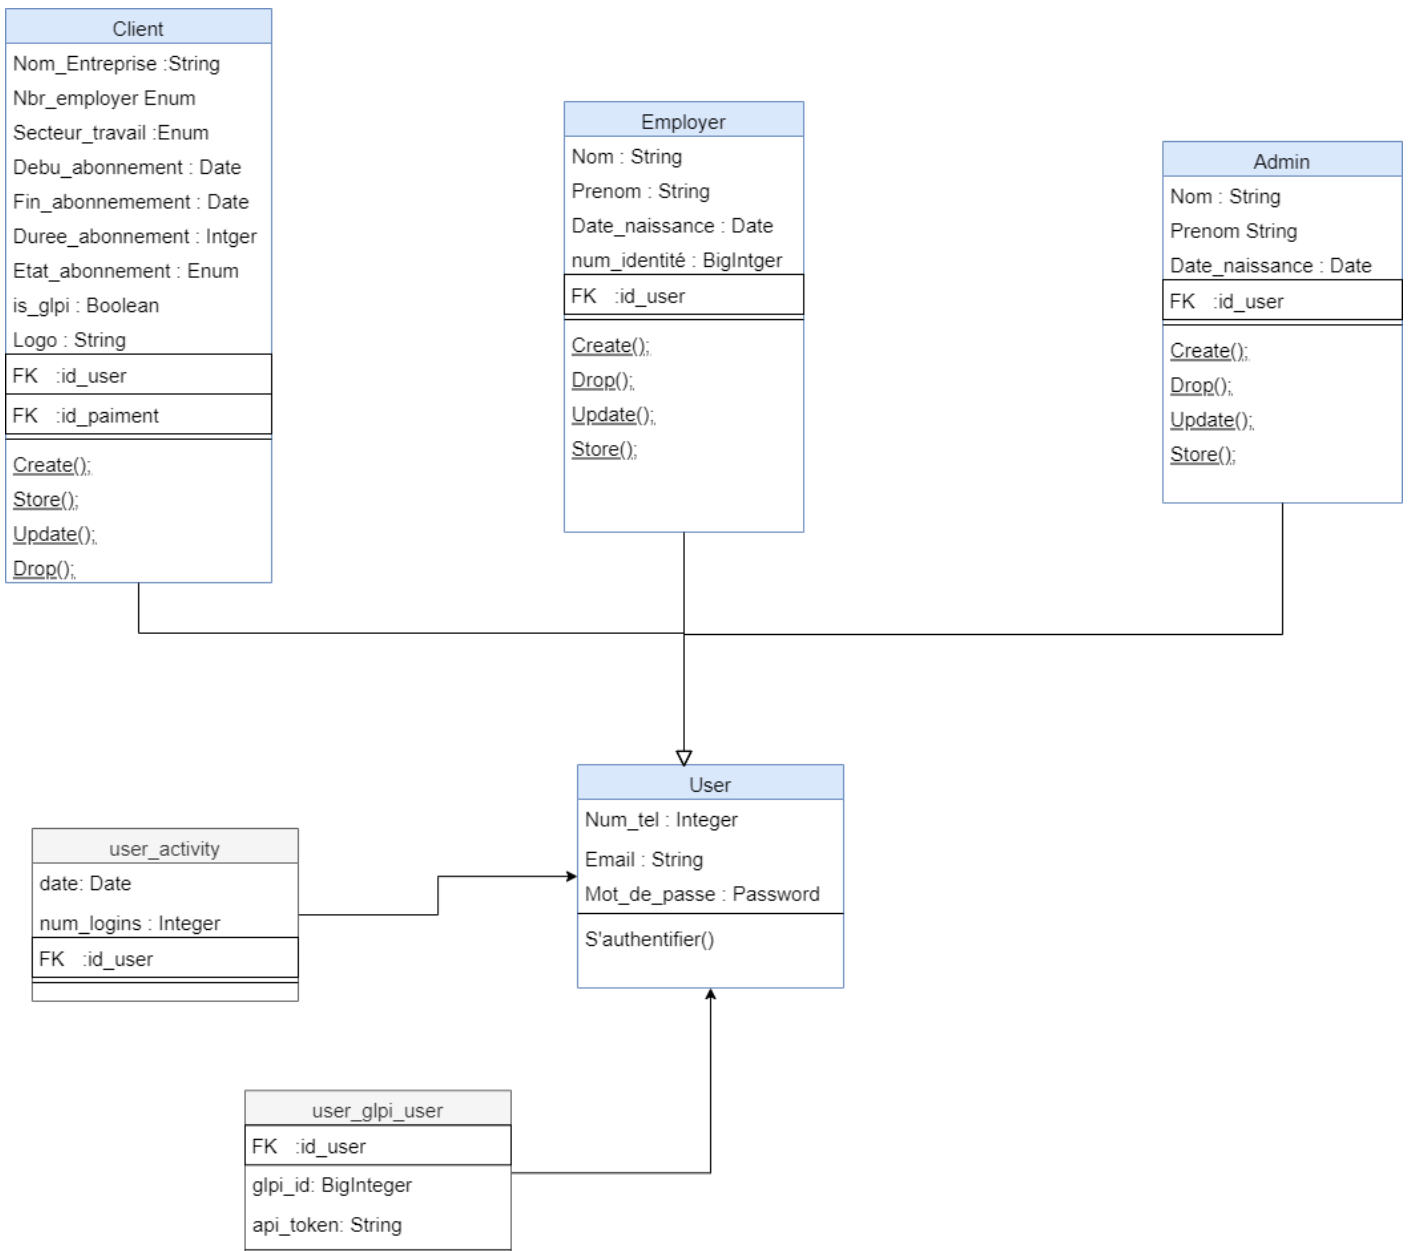 Client
Nom_Entreprise :String
Nbr_employer Enum
Secteur_travail :Enum
Debu_abonnement : Date
Fin_abonnemement : Date
Duree_abonnement : Intger
Etat_abonnement : Enum
is_glpi : Boolean
Logo : String
FK :id_user
FK :id_paiment
Create();
Store();
Update();
Drop();
Employer
Nom : String
Prenom : String
Date_naissance : Date
num_identité : BigIntger
FK :id_user
Create();
Drop();
Update();
Store();
Admin
Nom : String
Prenom String
Date_naissance : Date
FK :id_user
Create();
Drop();
Update();
Store();
User
Num_tel : Integer
Email : String
Mot_de_passe : Password
S'authentifier()
user_activity
date: Date
num_logins : Integer
FK :id_user
user_glpi_user
FK :id_user
glpi_id: BigInteger
api_token: String